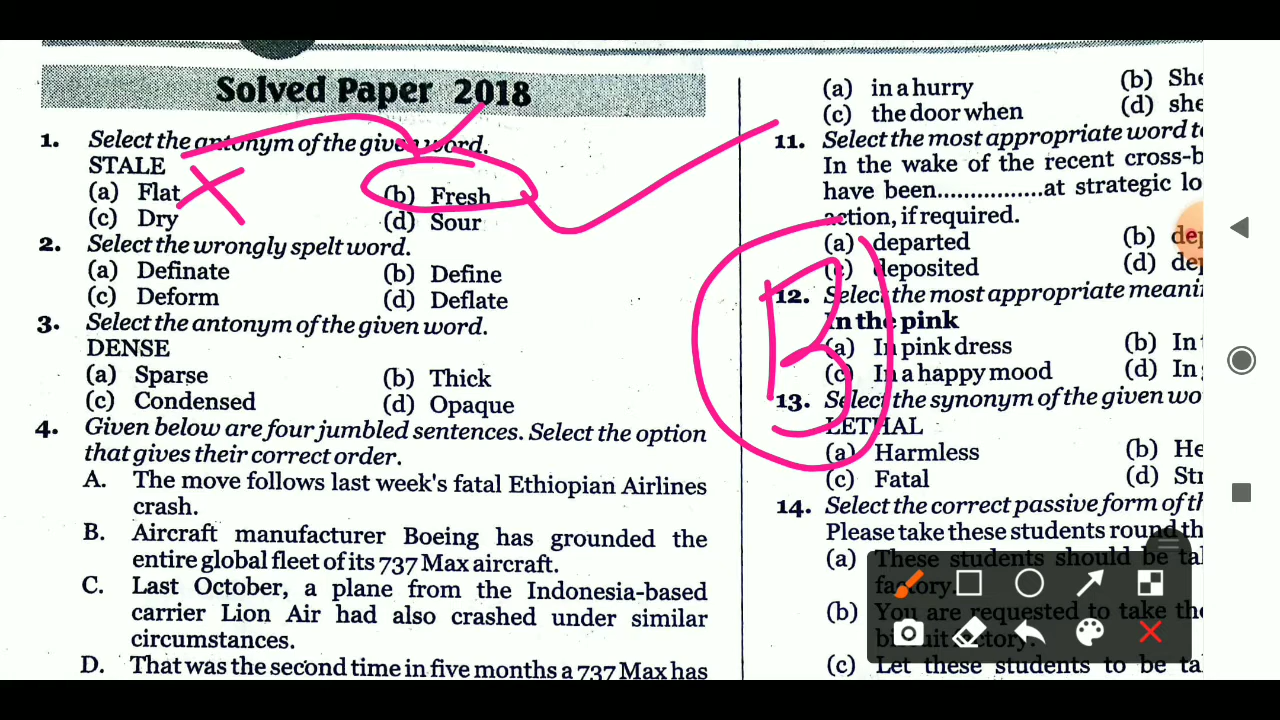 Solved Paper 2018
1. Select the antonym of the given word.
STALE
(a) Flat (b) Fresh
(c) Dry (d) Sour
2. Select the wrongly spelt word.
(a) Definate (b) Define
(c) Deform (d) Deflate
3. Select the antonym of the given word.
DENSE
(a) Sparse (b) Thick
(c) Condensed (d) Opaque
4. Given below are four jumbled sentences. Select the option
that gives their correct order.
A. The move follows last week's fatal Ethiopian Airlines
crash.
B. Aircraft manufacturer Boeing has grounded the
entire global fleet of its 737 Max aircraft.
C. Last October, a plane from the Indonesia-based
carrier Lion Air had also crashed under similar
circumstances.
D. That was the second time in five months a 737 Max has
(a) in a hurry (b) She
(c) the door when (d) she
11. Select the most appropriate word to
In the wake of the recent cross-b
have been................at strategic lo
action, if required.
(a) departed (b) dep
(c) deposited (d) dep
12. Select the most appropriate meani
In the pink
(a) In pink dress (b) In
(c) In a happy mood (d) In
13. Select the synonym of the given wo
LETHAL
(a) Harmless (b) He
(c) Fatal (d) Str
14. Select the correct passive form of th
Please take these students round th
(a) These students should be tal
factory.
(b) You are requested to take the
biscuit factory.
(c) Let these students to be ta
B